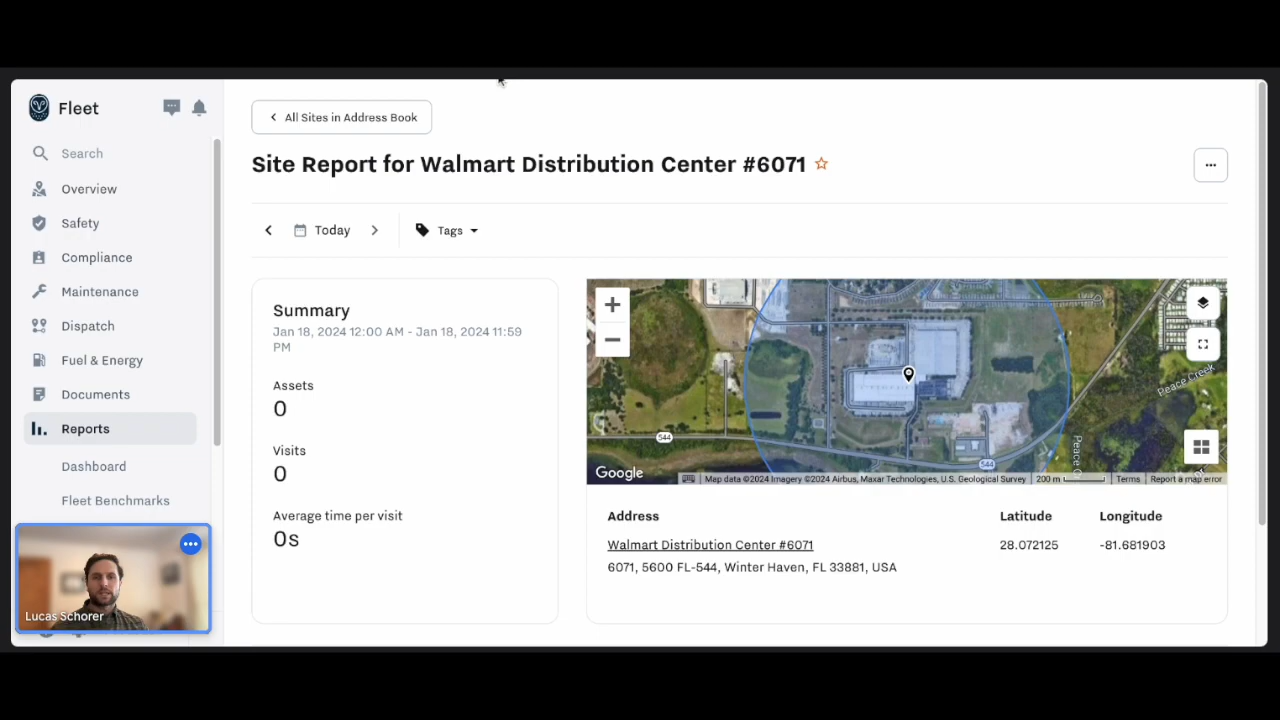 Fleet
Search
Overview
Safety
Compliance
Maintenance
Dispatch
Fuel & Energy
Documents
Reports
Dashboard
Fleet Benchmarks
Lucas Schorer
All Sites in Address Book
Site Report for Walmart Distribution Center #6071
Today
Tags
Summary
Jan 18, 2024 12:00 AM - Jan 18, 2024 11:59
PM
Assets
0
Visits
0
Average time per visit
0s
Peace Creek
544
544
Peace C
Google
Map data ©2024 Imagery ©2024 Airbus, Maxar Technologies, U.S. Geological Survey
200 m
Terms
Report a map error
Address
Latitude
Longitude
Walmart Distribution Center #6071
28.072125
-81.681903
6071, 5600 FL-544, Winter Haven, FL 33881, USA